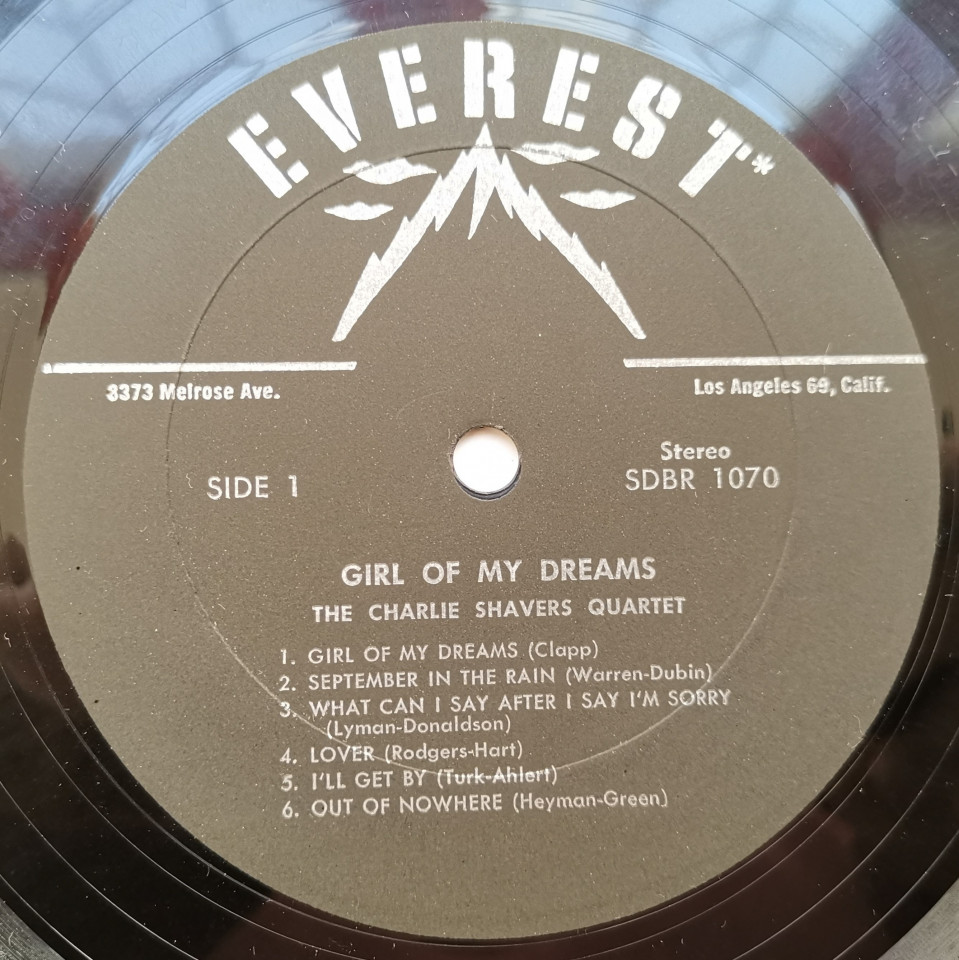 EVEREST*
3373 Melrose Ave.
Los Angeles 69, Calif.
SIDE 1
Stereo
SDBR 1070
GIRL OF MY DREAMS
THE CHARLIE SHAVERS QUARTET
1. GIRL OF MY DREAMS (Clapp)
2. SEPTEMBER IN THE RAIN (Warren-Dubin)
3. WHAT CAN I SAY AFTER I SAY I'M SORRY
(Lyman-Donaldson)
4. LOVER (Rodgers-Hart)
5. I'LL GET BY (Turk-Ahlert)
6. OUT OF NOWHERE (Heyman-Green)